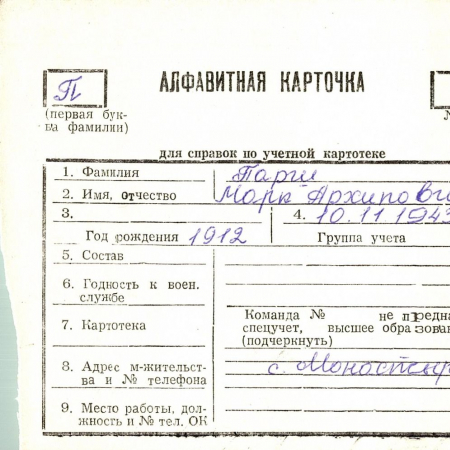 АЛФАВИТНАЯ КАРТОЧКА
П
(первая бук-
ва фамилии)
для справок по учетной картотеке
1. Фамилия Парш
2. Имя, отчество Марк Архипови
3. 4. 10.11.1943
Год рождения 1912 Группа учета
5. Состав
6. Годность к воен.
службе
Команда № не предна
7. Картотека спецучет, высшее образован
(подчеркнуть)
8. Адрес м-жительст-
ва и № телефона с. Монастыр
9. Место работы, дол-
жность и № тел. ОК